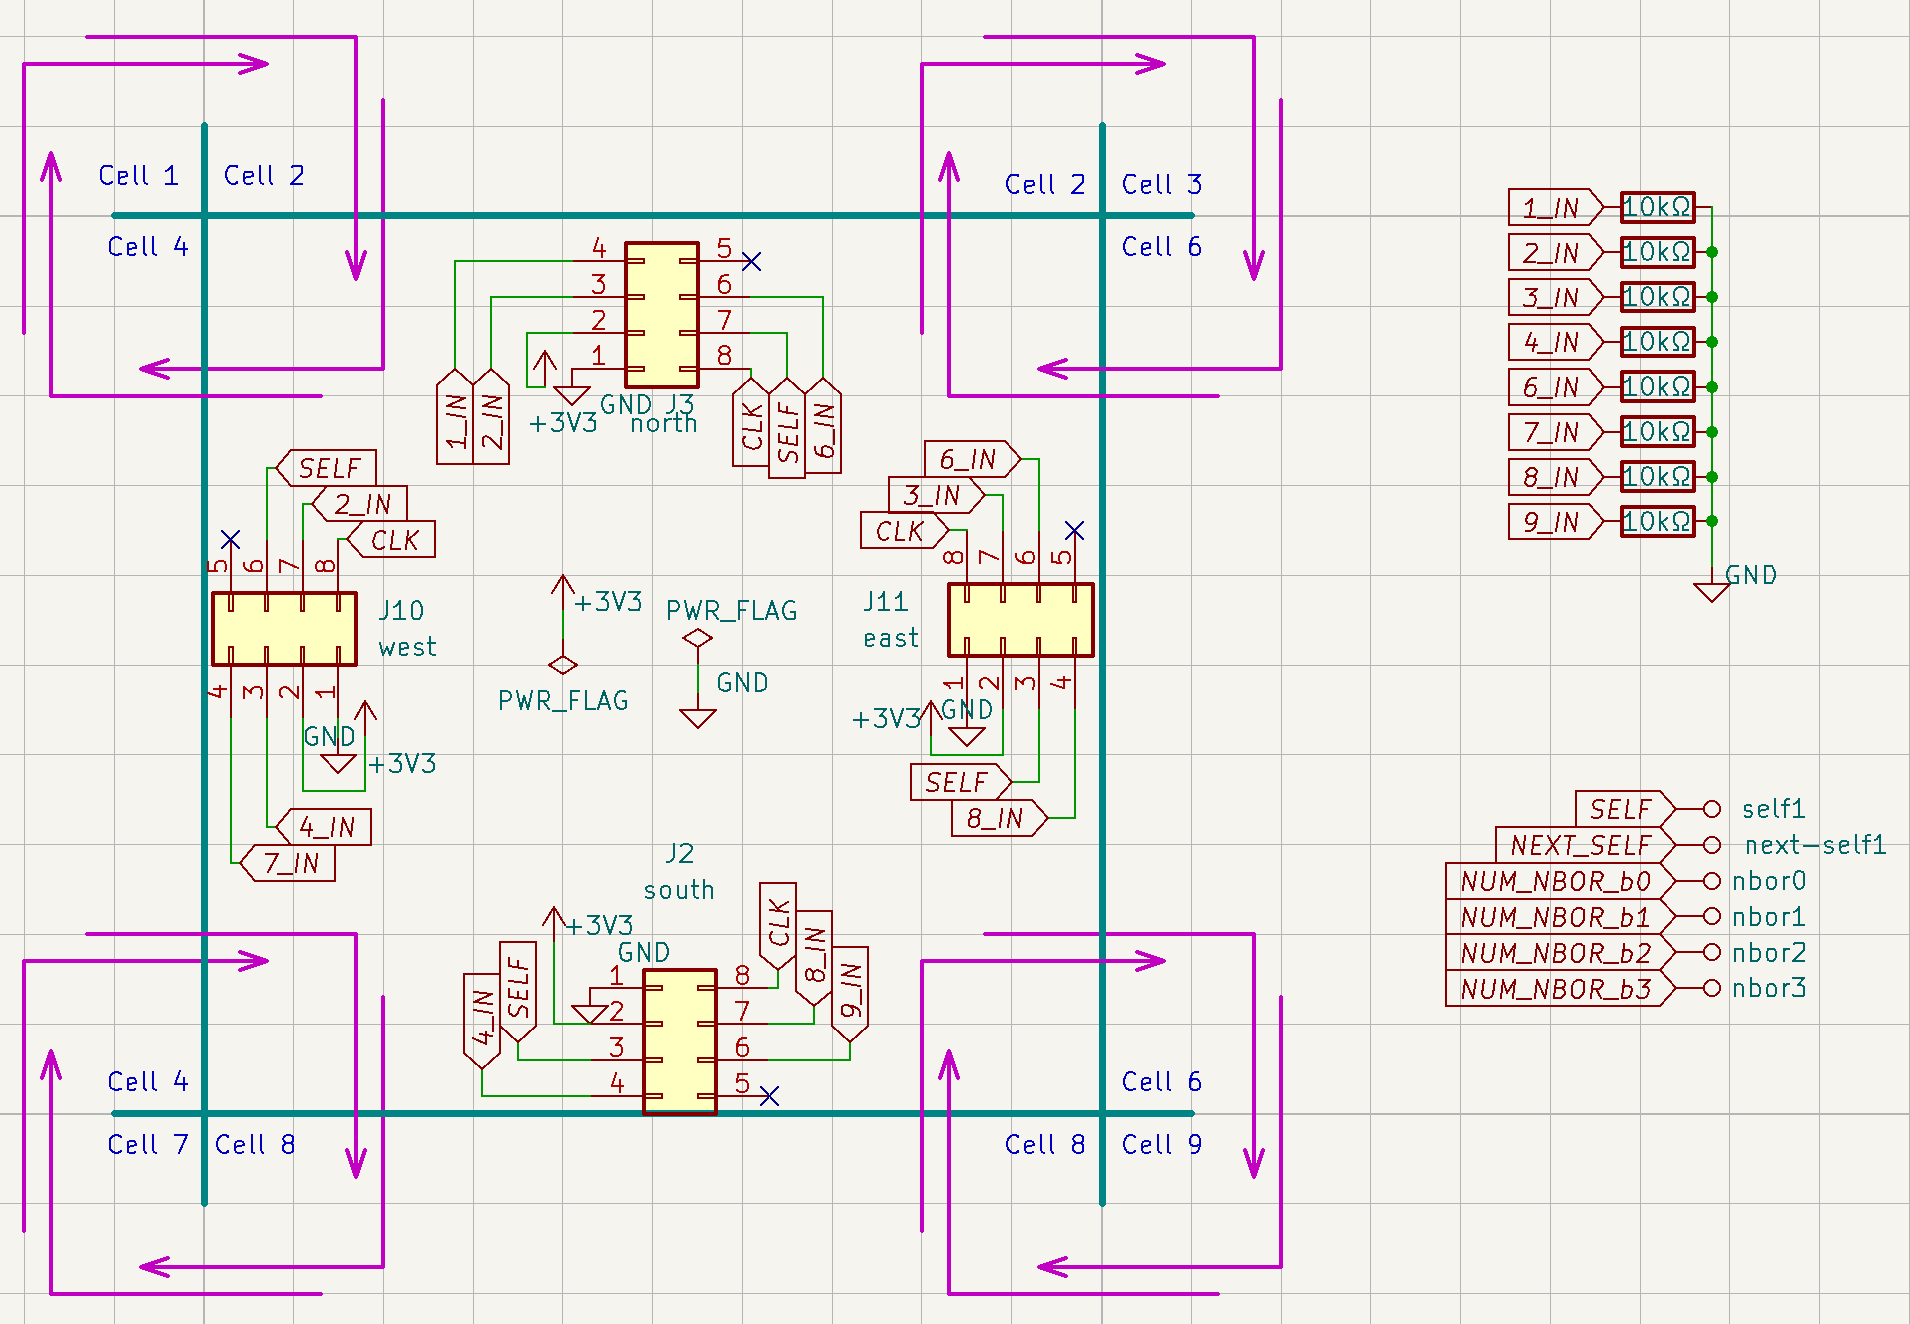 Cell 1
Cell 2
Cell 4
Cell 2
Cell 3
Cell 6
4
3
2
1
5
6
7
8
GND
J3
+3V3
north
1_IN
2_IN
CLK
SELF
6_IN
SELF
2_IN
CLK
5
6
7
8
J10
west
4
3
2
1
GND
+3V3
4_IN
7_IN
+3V3
PWR_FLAG
PWR_FLAG
GND
6_IN
3_IN
CLK
8
7
6
5
J11
east
1
2
3
4
+3V3
GND
SELF
8_IN
J2
south
+3V3
GND
4_IN
SELF
CLK
8_IN
9_IN
1
2
3
4
8
7
6
5
Cell 4
Cell 7
Cell 8
Cell 6
Cell 8
Cell 9
1_IN 10kΩ
2_IN 10kΩ
3_IN 10kΩ
4_IN 10kΩ
6_IN 10kΩ
7_IN 10kΩ
8_IN 10kΩ
9_IN 10kΩ
GND
SELF self1
NEXT_SELF next-self1
NUM_NBOR_b0 nbor0
NUM_NBOR_b1 nbor1
NUM_NBOR_b2 nbor2
NUM_NBOR_b3 nbor3